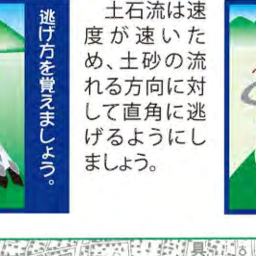 土石流は速
度が速いた
め、土砂の流
れる方向に対
して直角に逃
げるようにし
ましょう。
逃げ方を覚えましょう。
具